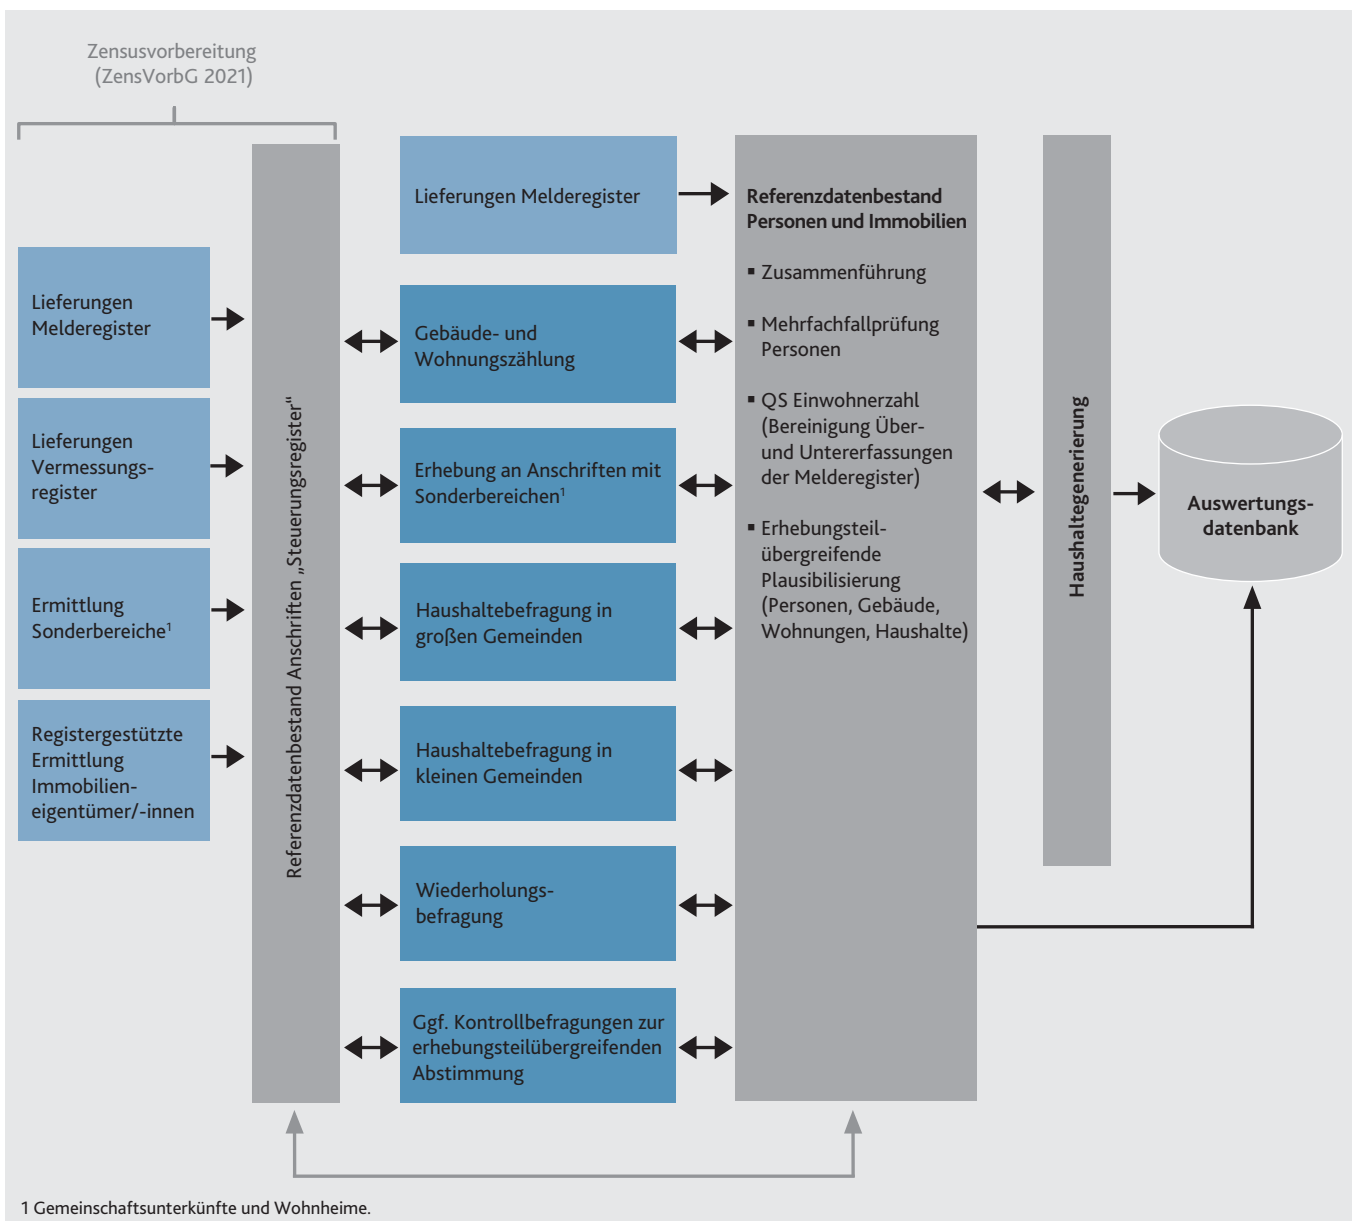 Zensusvorbereitung
(ZensVorbG 2021)
Lieferungen
Melderegister
Lieferungen
Vermessungs-
register
Ermittlung
Sonderbereiche¹
Registergestützte
Ermittlung
Immobilien-
eigentümer/-innen
Referenzdatenbestand Anschriften „Steuerungsregister“
Lieferungen Melderegister
Gebäude- und
Wohnungszählung
Erhebung an Anschriften mit
Sonderbereichen¹
Haushaltebefragung in
großen Gemeinden
Haushaltebefragung in
kleinen Gemeinden
Wiederholungs-
befragung
Ggf. Kontrollbefragungen zur
erhebungsteilübergreifenden
Abstimmung
Referenzdatenbestand
Personen und Immobilien
▪ Zusammenführung
▪ Mehrfachfallprüfung
Personen
▪ QS Einwohnerzahl
(Bereinigung Über-
und Untererfassungen
der Melderegister)
▪ Erhebungsteil-
übergreifende
Plausibilisierung
(Personen, Gebäude,
Wohnungen, Haushalte)
Haushaltegenerierung
Auswertungs-
datenbank
1 Gemeinschaftsunterkünfte und Wohnheime.